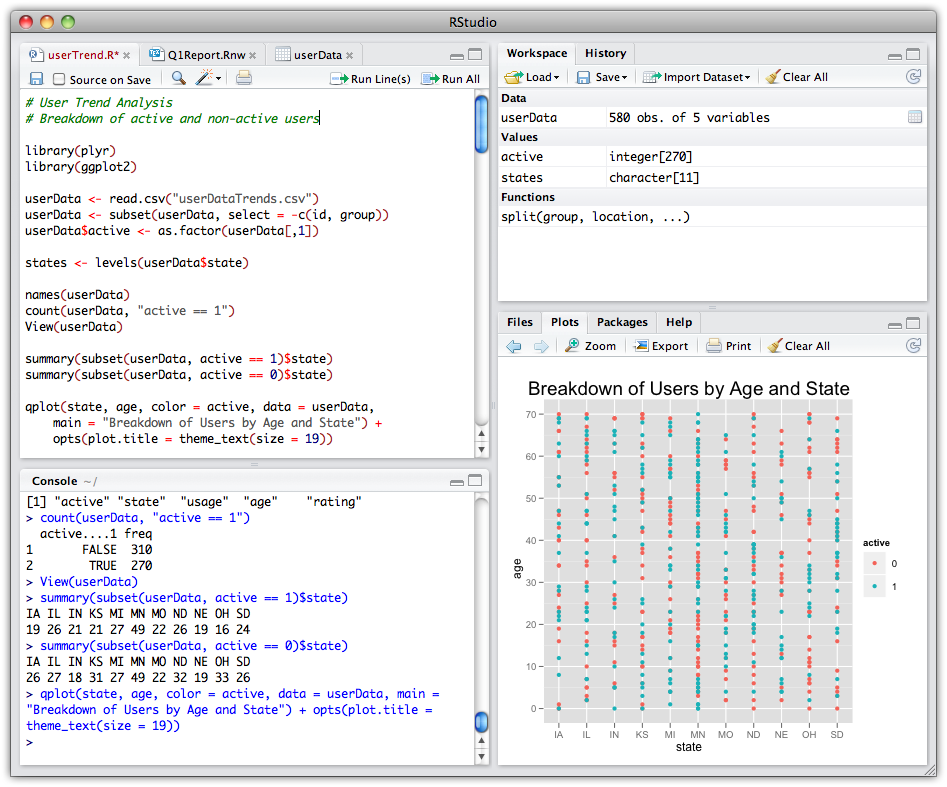 RStudio
userTrend.R* Q1Report.Rnw userData
Source on Save Run Line(s) Run All
# User Trend Analysis
# Breakdown of active and non-active users
library(plyr)
library(ggplot2)
userData <- read.csv("userDataTrends.csv")
userData <- subset(userData, select = -c(id, group))
userData$active <- as.factor(userData[,1])
states <- levels(userData$state)
names(userData)
count(userData, "active == 1")
View(userData)
summary(subset(userData, active == 1)$state)
summary(subset(userData, active == 0)$state)
qplot(state, age, color = active, data = userData,
main = "Breakdown of Users by Age and State") +
opts(plot.title = theme_text(size = 19))
Console ~/
[1] "active" "state" "usage" "age" "rating"
> count(userData, "active == 1")
active....1 freq
1 FALSE 310
2 TRUE 270
> View(userData)
> summary(subset(userData, active == 1)$state)
IA IL IN KS MI MN MO ND NE OH SD
19 26 21 21 27 49 22 26 19 16 24
> summary(subset(userData, active == 0)$state)
IA IL IN KS MI MN MO ND NE OH SD
26 27 18 31 27 49 22 32 19 33 26
> qplot(state, age, color = active, data = userData, main =
"Breakdown of Users by Age and State") + opts(plot.title =
theme_text(size = 19))
>
Workspace History
Load Save Import Dataset Clear All
Data
userData 580 obs. of 5 variables
Values
active integer[270]
states character[11]
Functions
split(group, location, ...)
Files Plots Packages Help
Zoom Export Print Clear All
Breakdown of Users by Age and State
70
60
50
40
30
20
10
0
age
IA IL IN KS MI MN MO ND NE OH SD
state
active
0
1